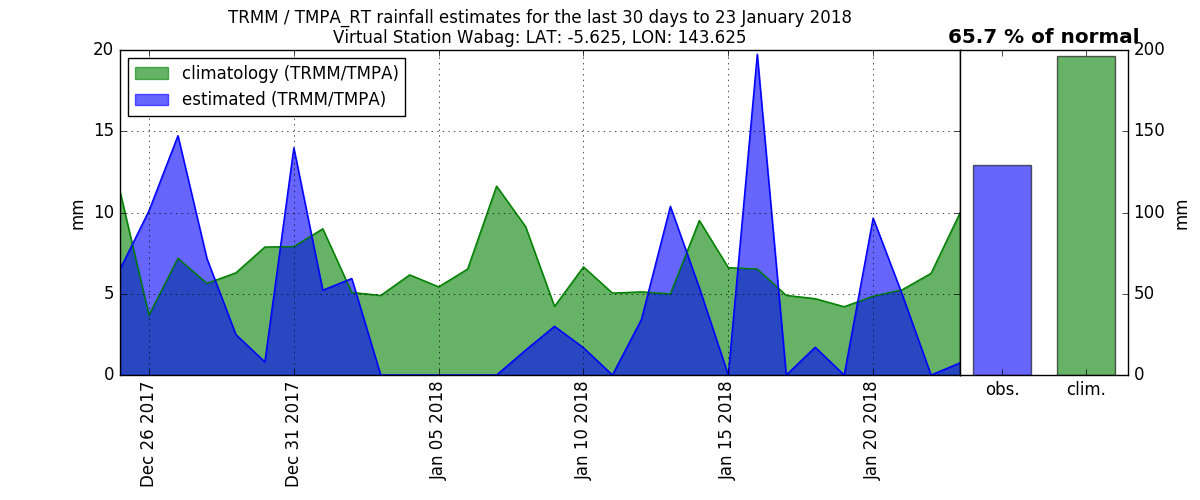 TRMM / TMPA_RT rainfall estimates for the last 30 days to 23 January 2018
Virtual Station Wabag: LAT: -5.625, LON: 143.625
65.7 % of normal
climatology (TRMM/TMPA)
estimated (TRMM/TMPA)
20
15
10
5
0
mm
Dec 26 2017
Dec 31 2017
Jan 05 2018
Jan 10 2018
Jan 15 2018
Jan 20 2018
200
150
100
50
0
mm
obs.
clim.